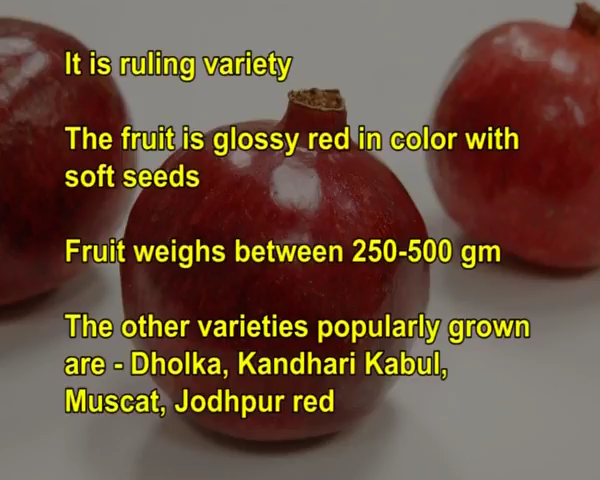 It is ruling variety
The fruit is glossy red in color with
soft seeds
Fruit weighs between 250-500 gm
The other varieties popularly grown
are - Dholka, Kandhari Kabul,
Muscat, Jodhpur red